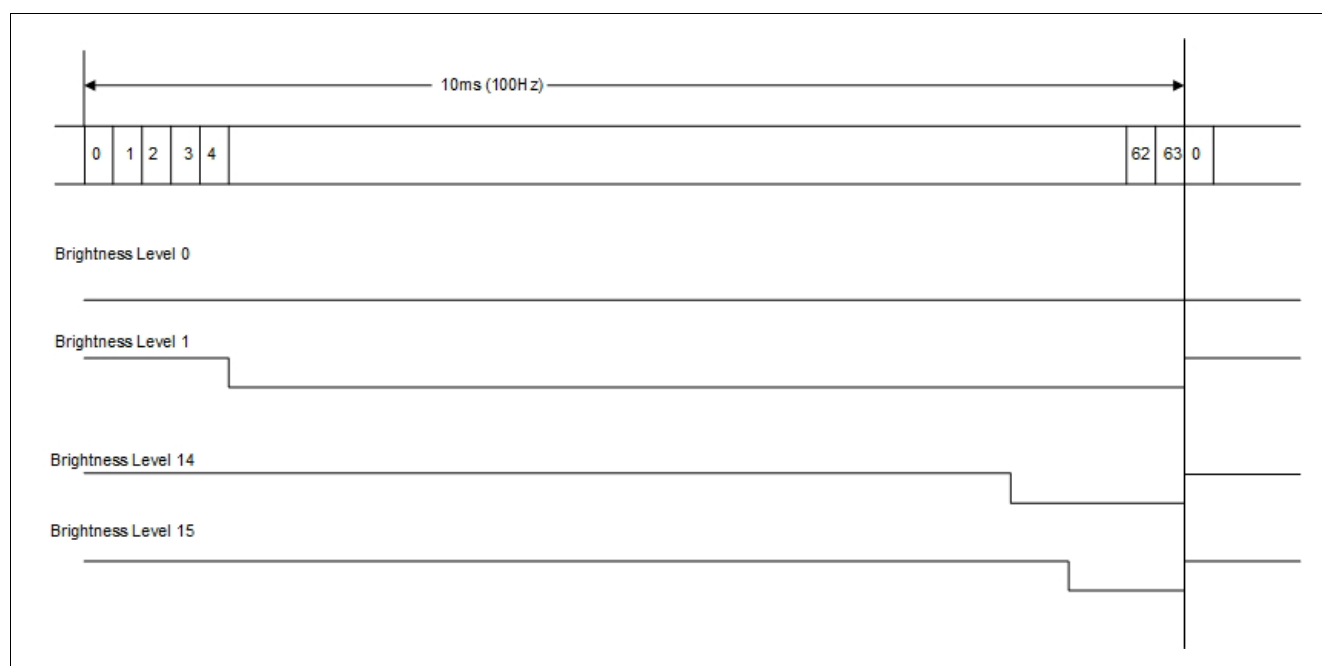 10ms (100Hz)
0 1 2 3 4 62 63 0
Brightness Level 0
Brightness Level 1
Brightness Level 14
Brightness Level 15